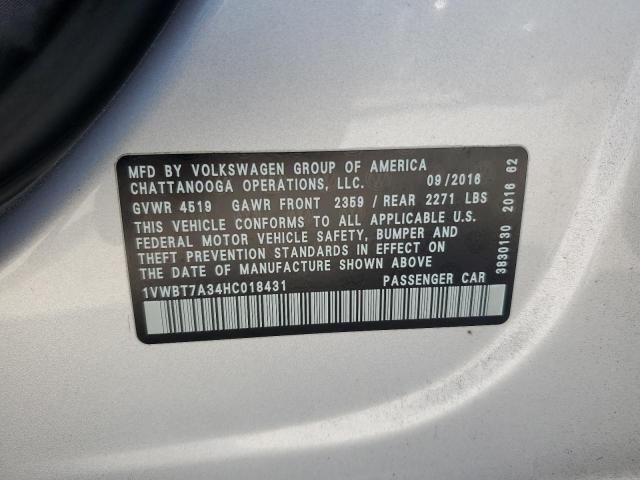 MFD BY VOLKSWAGEN GROUP OF AMERICA
CHATTANOOGA OPERATIONS, LLC. 09/2016
GVWR 4519 GAWR FRONT 2359 / REAR 2271 LBS
THIS VEHICLE CONFORMS TO ALL APPLICABLE U.S.
FEDERAL MOTOR VEHICLE SAFETY, BUMPER AND
THEFT PREVENTION STANDARDS IN EFFECT ON
THE DATE OF MANUFACTURE SHOWN ABOVE
1VWBT7A34HC018431 PASSENGER CAR
3830130 2016 62